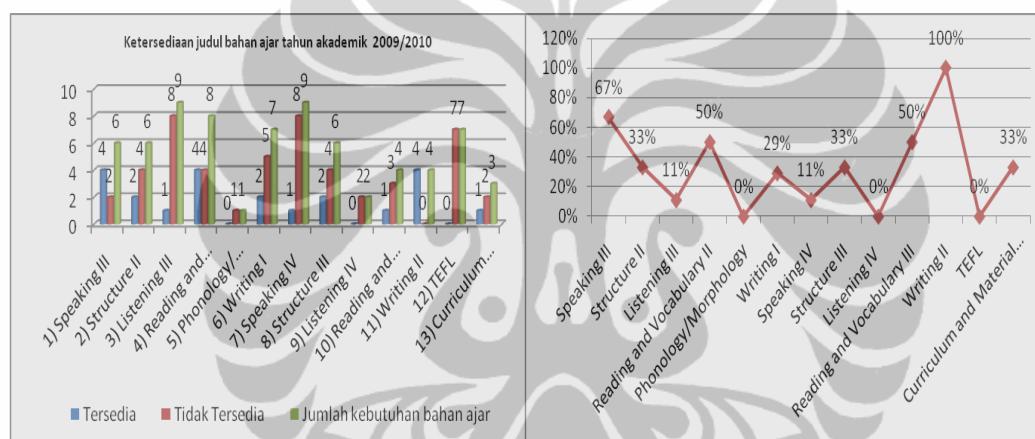 Ketersediaan judul bahan ajar tahun akademik 2009/2010
10
8
6
4
2
0
4 2 6
2 4 6
1 8 9
4 4 8
0 1 1
2 5 7
1 8 9
2 4 6
0 2 2
1 3 4
4 0 4
0 7 7
1 2 3
1) Speaking III
2) Structure II
3) Listening III
4) Reading and...
5) Phonology/...
6) Writing I
7) Speaking IV
8) Structure III
9) Listening IV
10) Reading and...
11) Writing II
12) TEFL
13) Curriculum...
Tersedia
Tidak Tersedia
Jumlah kebutuhan bahan ajar
120%
100%
80%
60%
40%
20%
0%
67%
33%
11%
50%
0%
29%
11%
33%
0%
50%
100%
0%
33%
Speaking III
Structure II
Listening III
Reading and Vocabulary II
Phonology/Morphology
Writing I
Speaking IV
Structure III
Listening IV
Reading and Vocabulary III
Writing II
TEFL
Curriculum and Material...